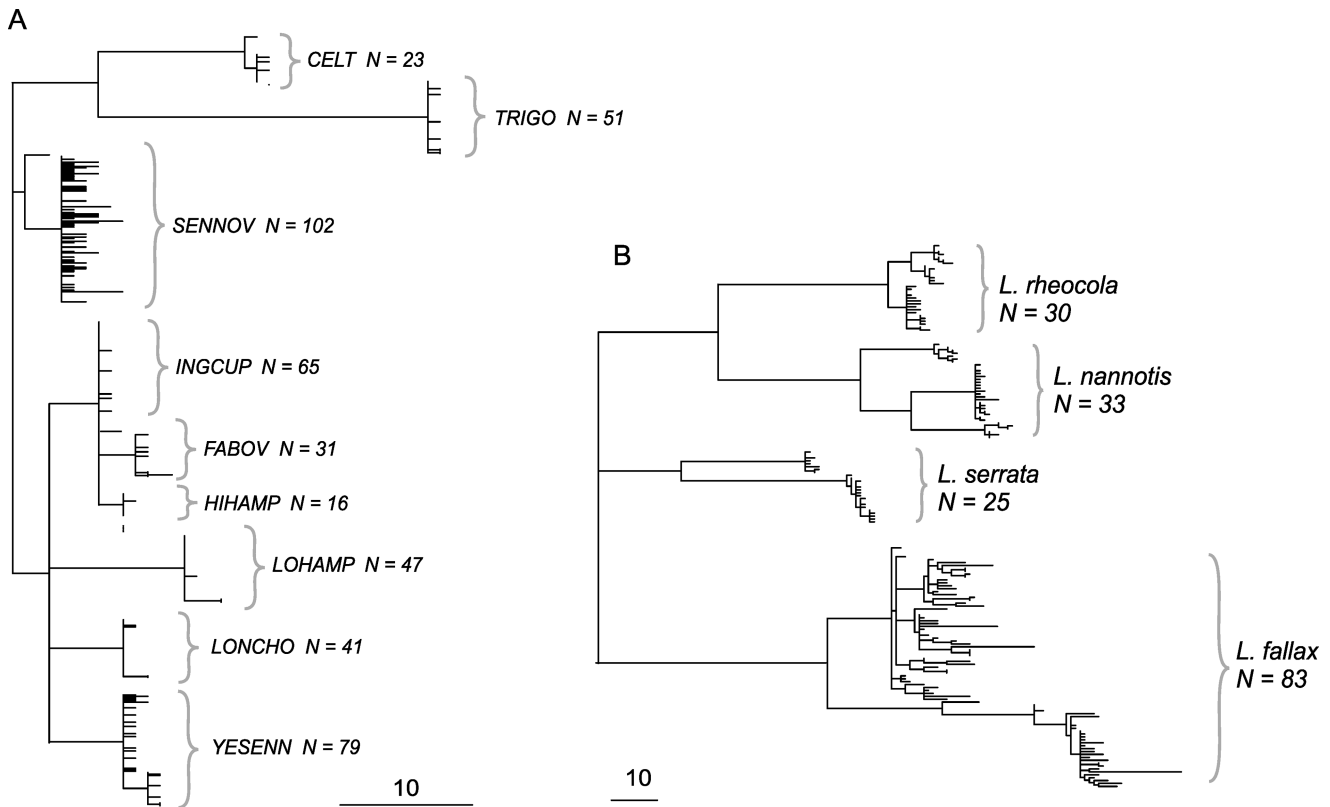 A
CELT N = 23
TRIGO N = 51
SENNOV N = 102
INGCUP N = 65
FABOV N = 31
HIHAMP N = 16
LOHAMP N = 47
LONCHO N = 41
YESENN N = 79
10
B
L. rheocola
N = 30
L. nannotis
N = 33
L. serrata
N = 25
L. fallax
N = 83
10